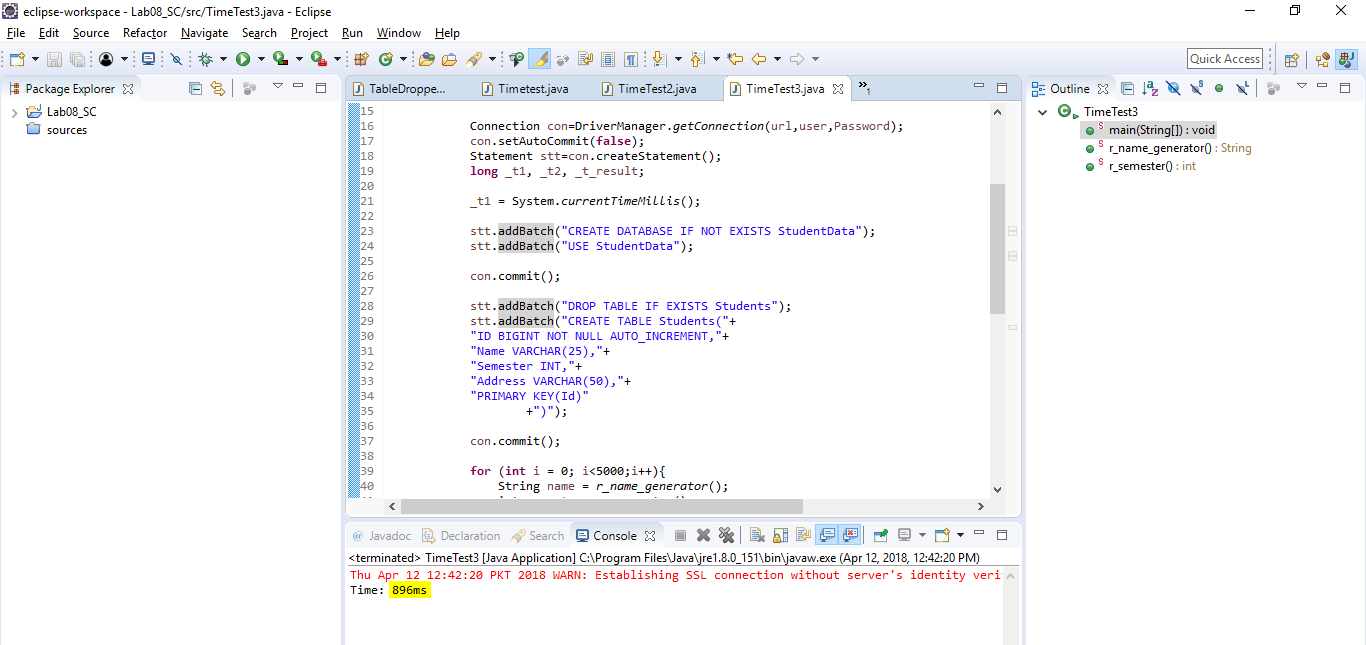 eclipse-workspace - Lab08_SC/src/TimeTest3.java - Eclipse
File Edit Source Refactor Navigate Search Project Run Window Help
Quick Access
Package Explorer
Lab08_SC
sources
TableDroppe... Timetest.java TimeTest2.java TimeTest3.java »1
15
16 Connection con=DriverManager.getConnection(url,user,Password);
17 con.setAutoCommit(false);
18 Statement stt=con.createStatement();
19 long _t1, _t2, _t_result;
20
21 _t1 = System.currentTimeMillis();
22
23 stt.addBatch("CREATE DATABASE IF NOT EXISTS StudentData");
24 stt.addBatch("USE StudentData");
25
26 con.commit();
27
28 stt.addBatch("DROP TABLE IF EXISTS Students");
29 stt.addBatch("CREATE TABLE Students("+
30 "ID BIGINT NOT NULL AUTO_INCREMENT,"+
31 "Name VARCHAR(25),"+
32 "Semester INT,"+
33 "Address VARCHAR(50),"+
34 "PRIMARY KEY(Id)"
35 +")");
36
37 con.commit();
38
39 for (int i = 0; i<5000;i++){
40 String name = r_name_generator();
Outline
TimeTest3
main(String[]) : void
r_name_generator() : String
r_semester() : int
@ Javadoc Declaration Search Console
<terminated> TimeTest3 [Java Application] C:\Program Files\Java\jre1.8.0_151\bin\javaw.exe (Apr 12, 2018, 12:42:20 PM)
Thu Apr 12 12:42:20 PKT 2018 WARN: Establishing SSL connection without server's identity veri
Time: 896ms